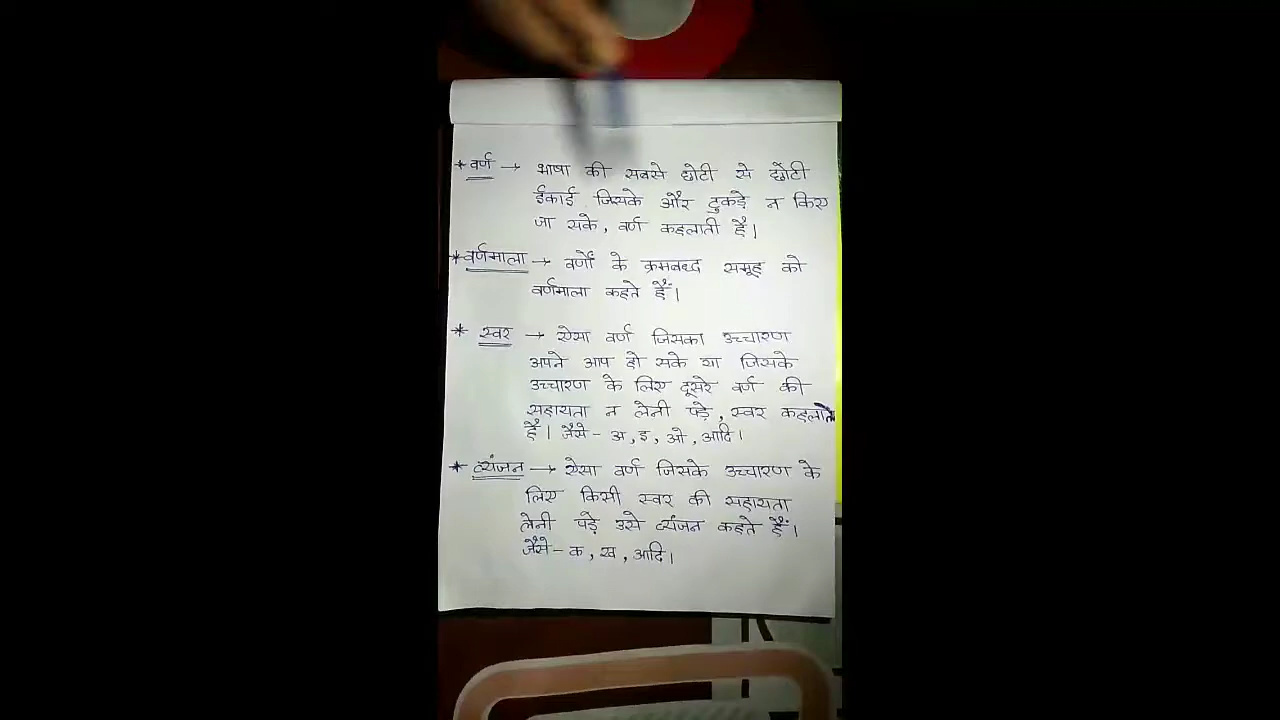 * वर्ण → भाषा की सबसे छोटी से छोटी
ईकाई जिसके और टुकड़े न किए
जा सके, वर्ण कहलाती है।
* वर्णमाला → वर्णों के क्रमबध्द समूह को
वर्णमाला कहते हैं।
* स्वर → ऐसा वर्ण जिसका उच्चारण
अपने आप हो सके या जिसके
उच्चारण के लिए दूसरे वर्ण की
सहायता न लेनी पड़े, स्वर कहलाते
हैं। जैसे - अ, इ, ओ, आदि।
* व्यंजन → ऐसा वर्ण जिसके उच्चारण के
लिए किसी स्वर की सहायता
लेनी पड़े उसे व्यंजन कहते हैं।
जैसे - क, ख, आदि।